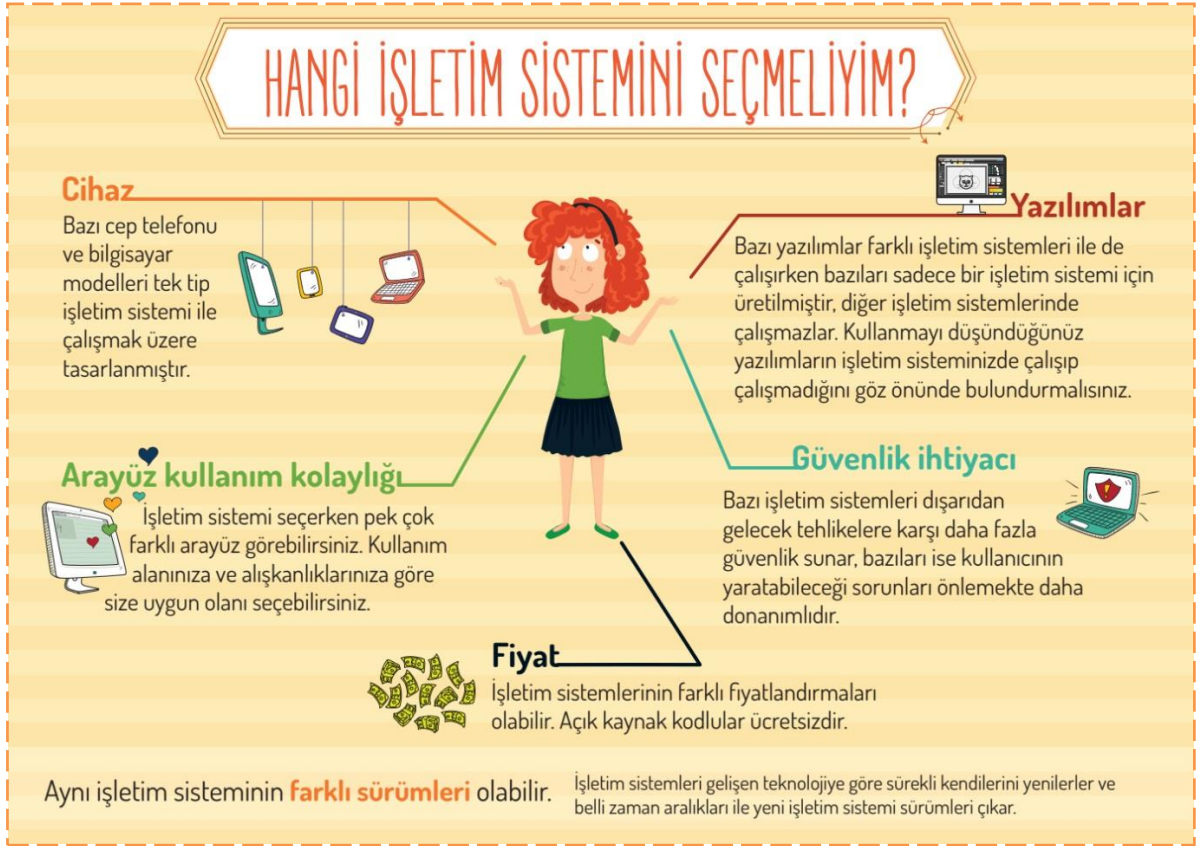 HANGİ İŞLETİM SİSTEMİNİ SEÇMELİYİM?
Cihaz
Bazı cep telefonu
ve bilgisayar
modelleri tek tip
işletim sistemi ile
çalışmak üzere
tasarlanmıştır.
Yazılımlar
Bazı yazılımlar farklı işletim sistemleri ile de
çalışırken bazıları sadece bir işletim sistemi için
üretilmiştir, diğer işletim sistemlerinde
çalışmazlar. Kullanmayı düşündüğünüz
yazılımların işletim sisteminizde çalışıp
çalışmadığını göz önünde bulundurmalısınız.
Arayüz kullanım kolaylığı
İşletim sistemi seçerken pek çok
farklı arayüz görebilirsiniz. Kullanım
alanınıza ve alışkanlıklarınıza göre
size uygun olanı seçebilirsiniz.
Güvenlik ihtiyacı
Bazı işletim sistemleri dışarıdan
gelecek tehlikelere karşı daha fazla
güvenlik sunar, bazıları ise kullanıcının
yaratabileceği sorunları önlemekte daha
donanımlıdır.
Fiyat
İşletim sistemlerinin farklı fiyatlandırmaları
olabilir. Açık kaynak kodlular ücretsizdir.
Aynı işletim sisteminin farklı sürümleri olabilir.
İşletim sistemleri gelişen teknolojiye göre sürekli kendilerini yenilerler ve
belli zaman aralıkları ile yeni işletim sistemi sürümleri çıkar.